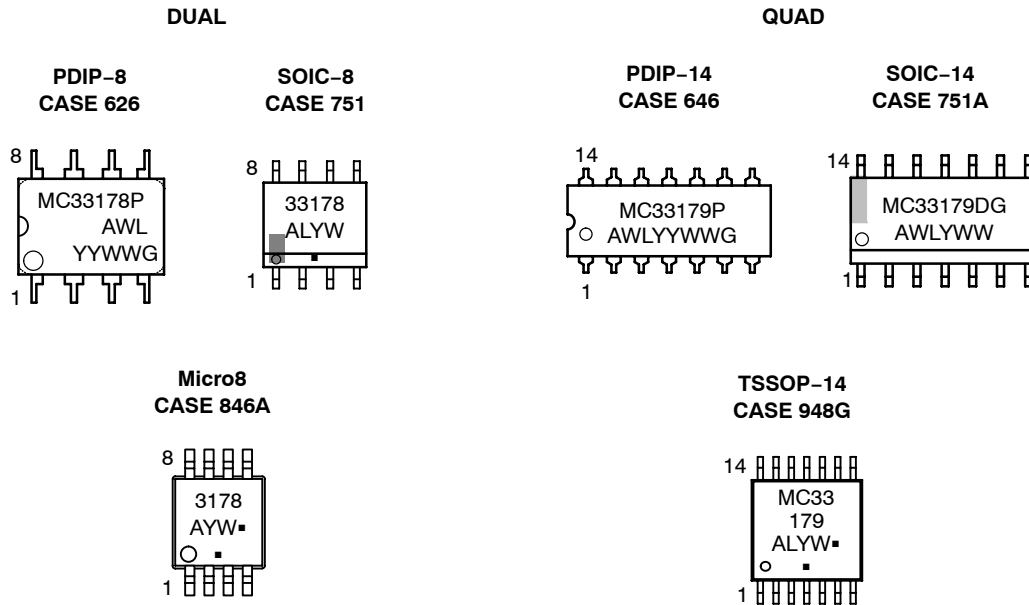 DUAL
QUAD
PDIP−8
CASE 626
8
MC33178P
AWL
YYWWG
1
SOIC−8
CASE 751
8
33178
ALYW
▪
1
PDIP−14
CASE 646
14
MC33179P
AWLYYWWG
1
SOIC−14
CASE 751A
14
MC33179DG
AWLYWW
1
Micro8
CASE 846A
8
3178
AYW▪
▪
1
TSSOP−14
CASE 948G
14
MC33
179
ALYW▪
▪
1